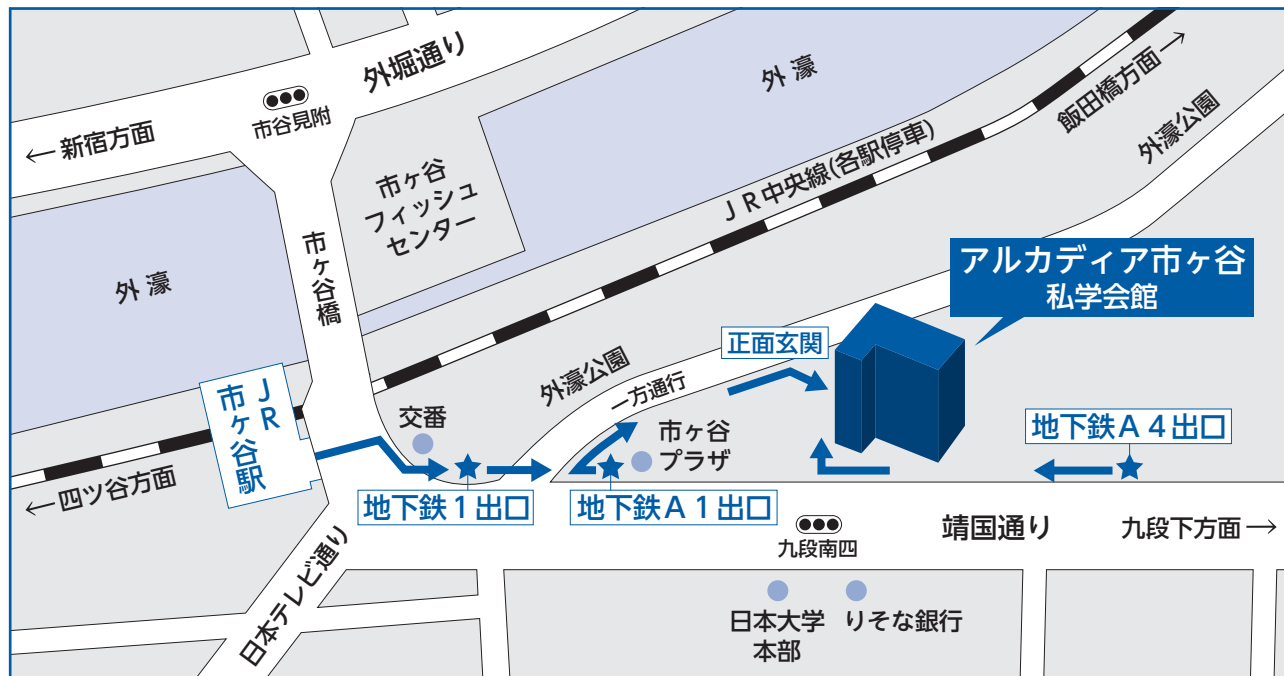 外堀通り
外 濠
飯田橋方面→
外濠公園
市谷見附
←新宿方面
市ヶ谷
フィッシュ
センター
ＪＲ中央線(各駅停車)
市ヶ谷橋
外 濠
アルカディア市ヶ谷
私学会館
正面玄関
外濠公園
一方通行
ＪＲ
市ヶ谷駅
交番
市ヶ谷
プラザ
地下鉄Ａ４出口
←四ツ谷方面
地下鉄１出口
地下鉄Ａ１出口
九段南四
靖国通り
九段下方面→
日本テレビ通り
日本大学
本部
りそな銀行